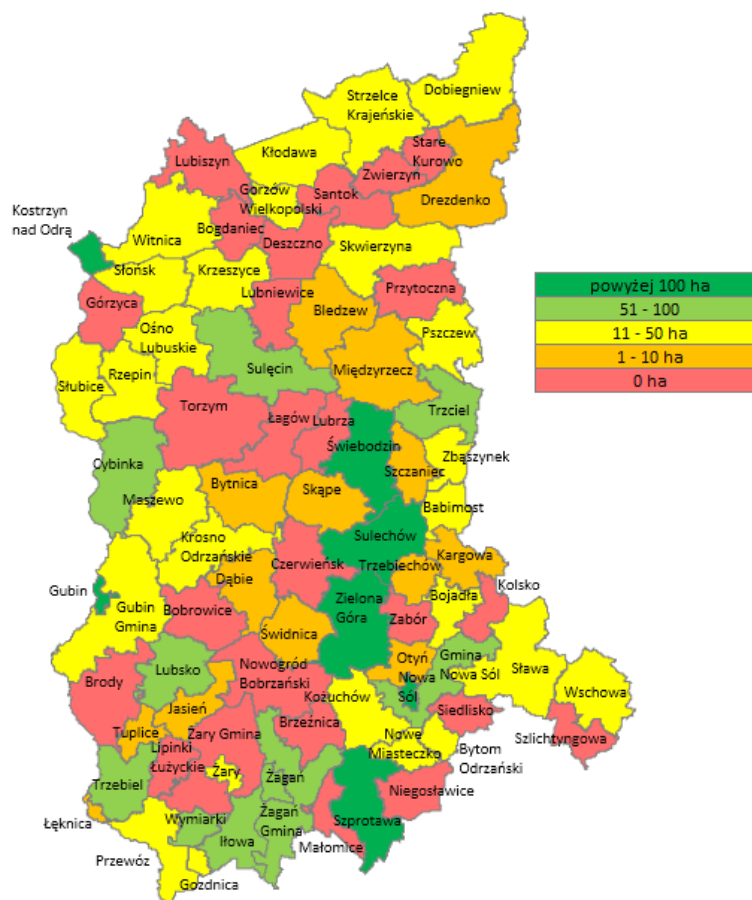 Dobiegniew
Strzelce
Krajeńskie
Stare
Kurowo
Kłodawa
Lubiszyn
Zwierzyn
Gorzów
Wielkopolski
Santok
Drezdenko
Kostrzyn
nad Odrą
Witnica
Bogdaniec
Deszczno
Skwierzyna
Słońsk
Krzeszyce
Lubniewice
Przytoczna
Górzyca
Bledzew
Ośno
Lubuskie
Pszczew
Słubice
Rzepin
Sulęcin
Międzyrzecz
Torzym
Łagów
Lubrza
Trzciel
Świebodzin
Zbąszynek
Cybinka
Szczaniec
Maszewo
Bytnica
Skąpe
Babimost
Krosno
Odrzańskie
Sulechów
Trzebiechów
Kargowa
Dąbie
Czerwieńsk
Kolsko
Gubin
Gubin
Gmina
Bobrowice
Zielona
Góra
Zabór
Bojadła
Świdnica
Lubsko
Nowogród
Bobrzański
Otyń
Gmina
Nowa Sól
Nowa
Sól
Sława
Wschowa
Brody
Jasień
Kożuchów
Siedlisko
Szlichtyngowa
Tuplice
Lipinki
Łużyckie
Żary Gmina
Brzeźnica
Nowe
Miasteczko
Bytom
Odrzański
Trzebiel
Żary
Żagań
Niegosławice
Łęknica
Wymiarki
Iłowa
Żagań
Gmina
Szprotawa
Małomice
Przewóz
Gozdnica
powyżej 100 ha
51 - 100
11 - 50 ha
1 - 10 ha
0 ha